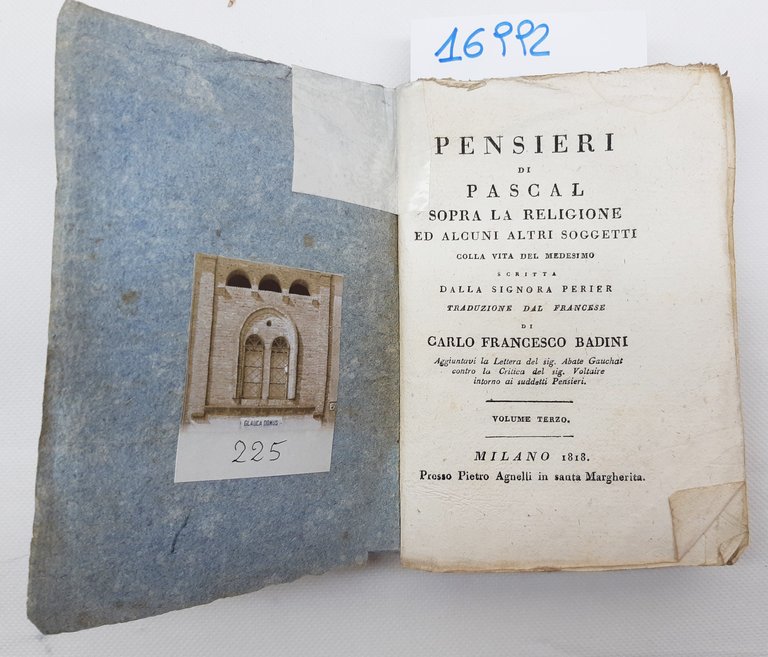 16992
GLAUCA DOMUS
225
PENSIERI
DI
PASCAL
SOPRA LA RELIGIONE
ED ALCUNI ALTRI SOGGETTI
COLLA VITA DEL MEDESIMO
SCRITTA
DALLA SIGNORA PERIER
TRADUZIONE DAL FRANCESE
DI
CARLO FRANCESCO BADINI
Aggiuntavi la Lettera del sig. Abate Gauchat
contro la Critica del sig. Voltaire
intorno ai suddetti Pensieri.
VOLUME TERZO.
MILANO 1818.
Presso Pietro Agnelli in santa Margherita.